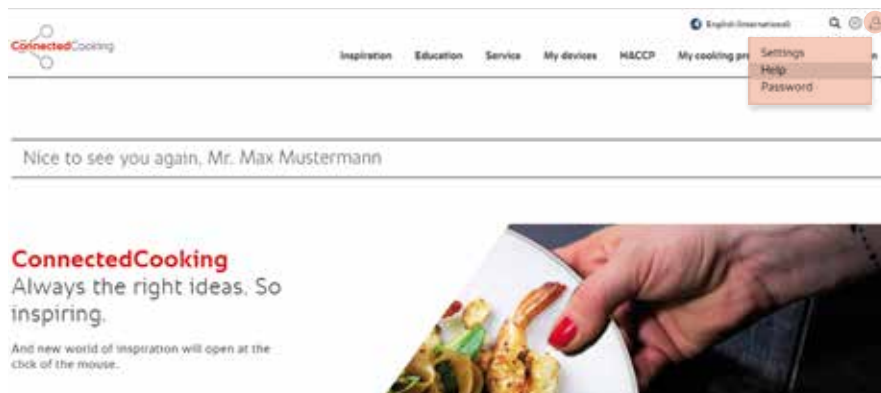 English (International)
ConnectedCooking
Inspiration Education Service My devices HACCP My cooking
Settings
Help
Password
Nice to see you again, Mr. Max Mustermann
ConnectedCooking
Always the right ideas. So
inspiring.
And new world of inspiration will open at the
click of the mouse.